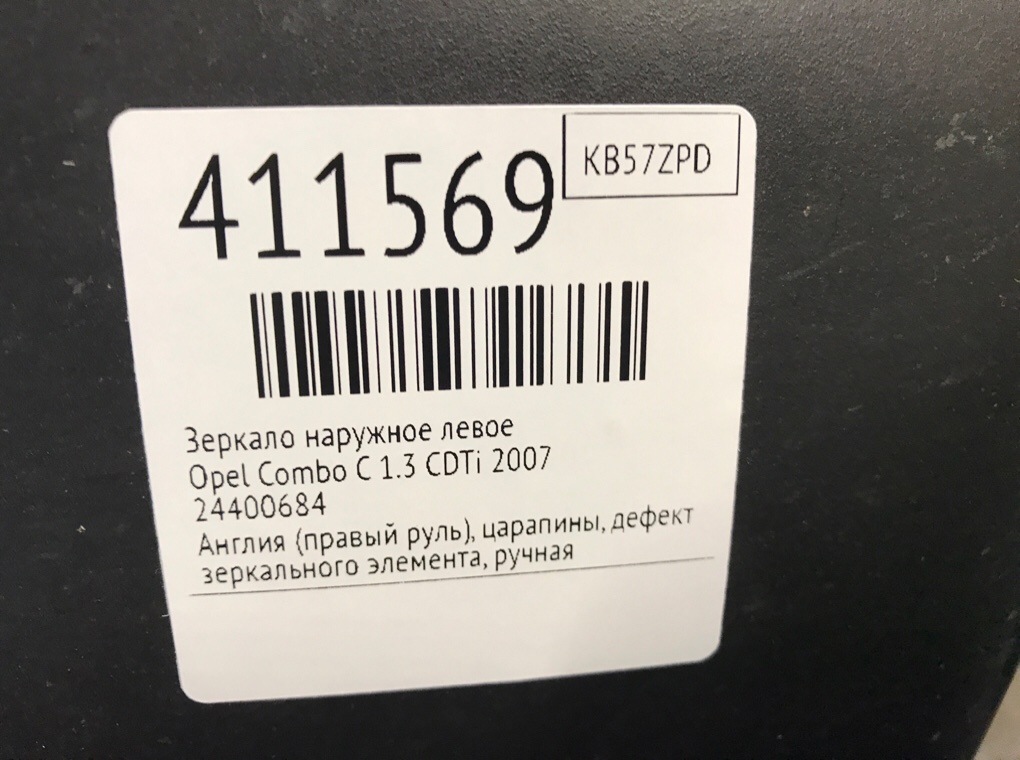 411569
KB57ZPD
Зеркало наружное левое
Opel Combo C 1.3 CDTi 2007
24400684
Англия (правый руль), царапины, дефект
зеркального элемента, ручная